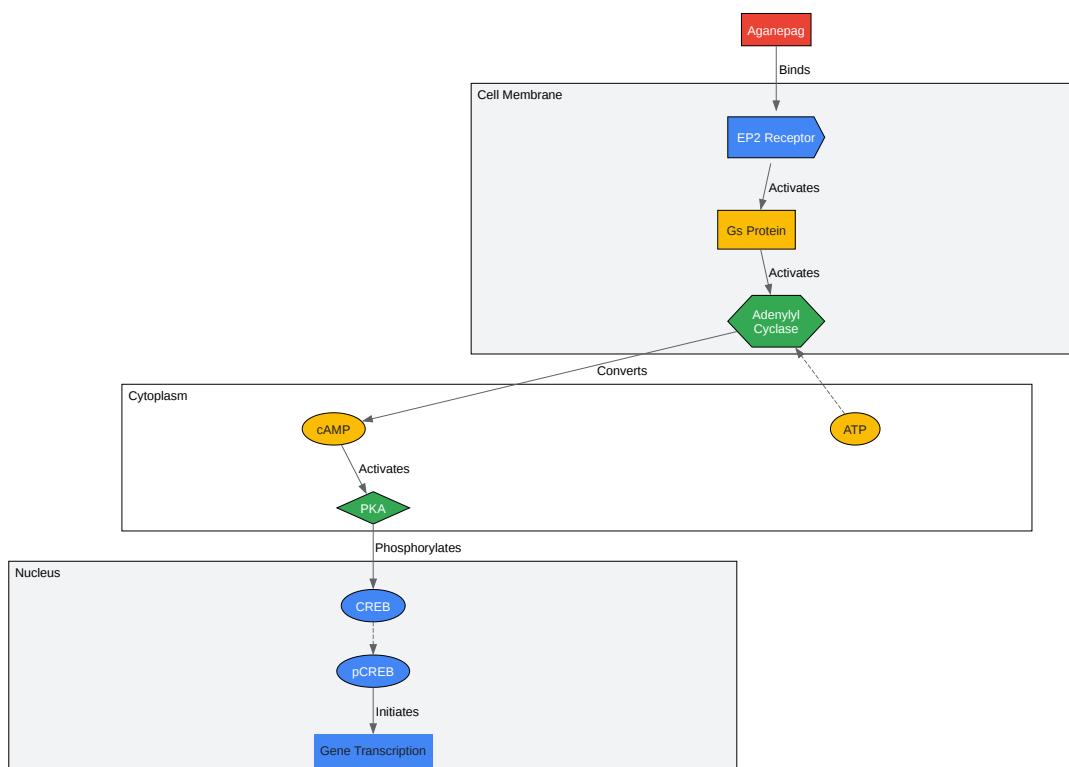 Aganepag
Binds
Cell Membrane
EP2 Receptor
Activates
Gs Protein
Activates
Adenylyl
Cyclase
Converts
Cytoplasm
cAMP
ATP
Activates
PKA
Phosphorylates
Nucleus
CREB
pCREB
Initiates
Gene Transcription